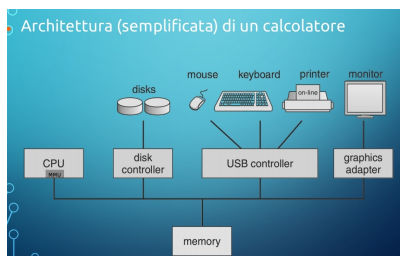 Architettura (semplificata) di un calcolatore
mouse keyboard printer monitor
disks
on-line
CPU
MMU
disk
controller
USB controller
graphics
adapter
memory